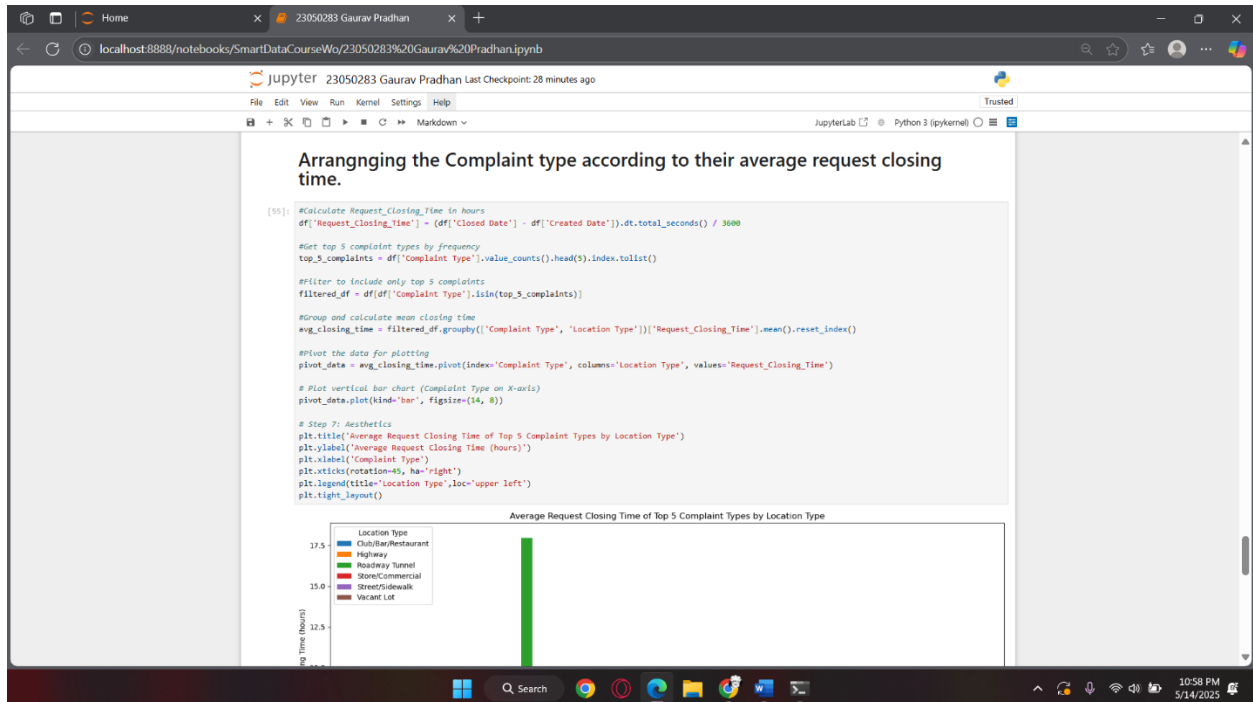 Home
23050283 Gaurav Pradhan
localhost:8888/notebooks/SmartDataCourseWo/23050283%20Gaurav%20Pradhan.ipynb
jupyter 23050283 Gaurav Pradhan Last Checkpoint: 28 minutes ago
File Edit View Run Kernel Settings Help Trusted
Markdown JupyterLab Python 3 (ipykernel)
Arrangnging the Complaint type according to their average request closing
time.
[55]: #Calculate Request_Closing_Time in hours
df['Request_Closing_Time'] = (df['Closed Date'] - df['Created Date']).dt.total_seconds() / 3600
#Get top 5 complaint types by frequency
top_5_complaints = df['Complaint Type'].value_counts().head(5).index.tolist()
#Filter to include only top 5 complaints
filtered_df = df[df['Complaint Type'].isin(top_5_complaints)]
#Group and calculate mean closing time
avg_closing_time = filtered_df.groupby(['Complaint Type', 'Location Type'])['Request_Closing_Time'].mean().reset_index()
#Pivot the data for plotting
pivot_data = avg_closing_time.pivot(index='Complaint Type', columns='Location Type', values='Request_Closing_Time')
# Plot vertical bar chart (Complaint Type on X-axis)
pivot_data.plot(kind='bar', figsize=(14, 8))
# Step 7: Aesthetics
plt.title('Average Request Closing Time of Top 5 Complaint Types by Location Type')
plt.ylabel('Average Request Closing Time (hours)')
plt.xlabel('Complaint Type')
plt.xticks(rotation=45, ha='right')
plt.legend(title='Location Type',loc='upper left')
plt.tight_layout()
Average Request Closing Time of Top 5 Complaint Types by Location Type
Location Type
Club/Bar/Restaurant
Highway
Roadway Tunnel
Store/Commercial
Street/Sidewalk
Vacant Lot
17.5
15.0
12.5
ng Time (hours)
Search
10:58 PM
5/14/2025